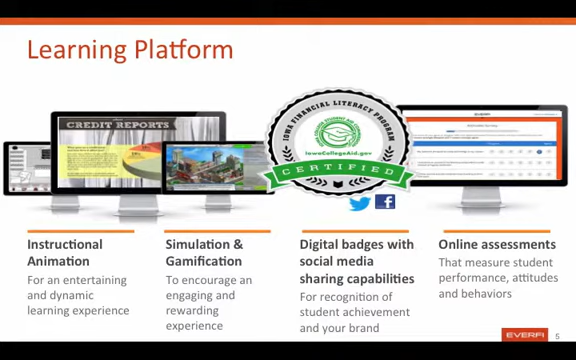 Learning Platform
CREDIT REPORTS
IOWA FINANCIAL LITERACY PROGRAM
IowaCollegeAid.gov
CERTIFIED
Instructional
Animation
For an entertaining
and dynamic
learning experience
Simulation &
Gamification
To encourage an
engaging and
rewarding
experience
Digital badges with
social media
sharing capabilities
For recognition of
student achievement
and your brand
Online assessments
That measure student
performance, attitudes
and behaviors
EVERFI
5